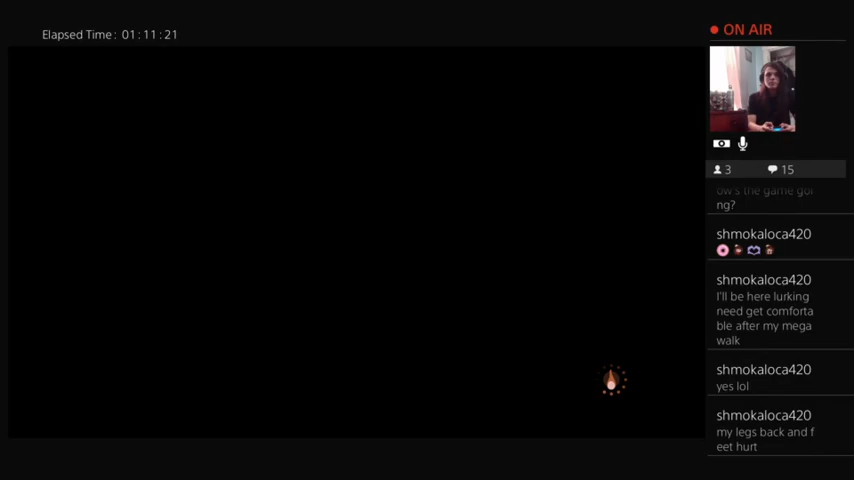 Elapsed Time: 01:11:21
ON AIR
3 15
ow's the game goi
ng?
shmokaloca420
shmokaloca420
I'll be here lurking
need get comforta
ble after my mega
walk
shmokaloca420
yes lol
shmokaloca420
my legs back and f
eet hurt